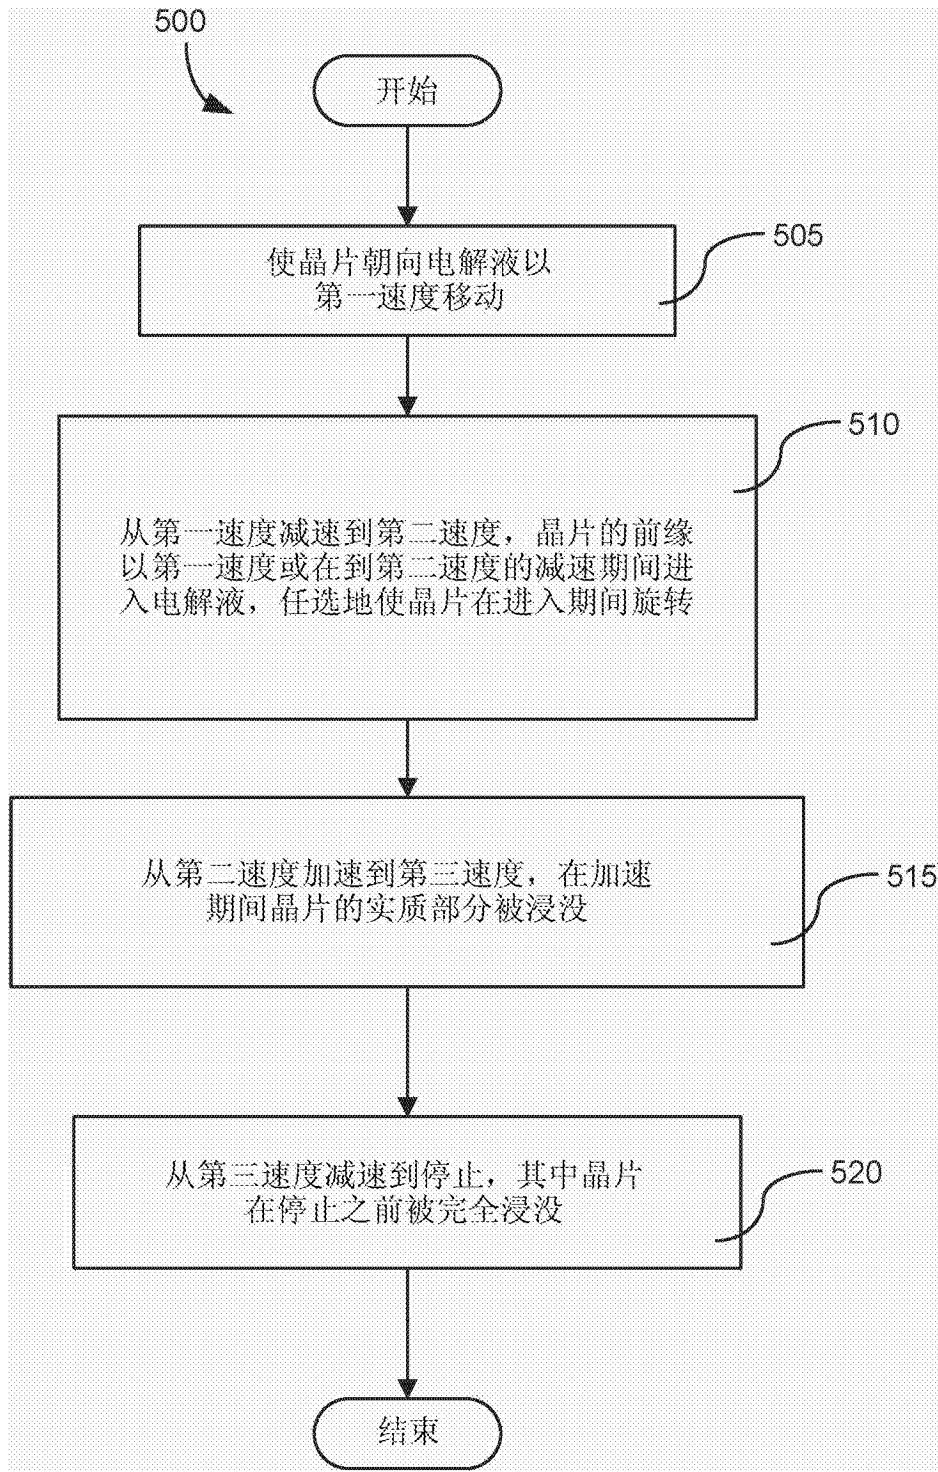 500
开始
505
使晶片朝向电解液以
第一速度移动
510
从第一速度减速到第二速度，晶片的前缘
以第一速度或在到第二速度的减速期间进
入电解液，任选地使晶片在进入期间旋转
515
从第二速度加速到第三速度，在加速
期间晶片的实质部分被浸没
520
从第三速度减速到停止，其中晶片
在停止之前被完全浸没
结束